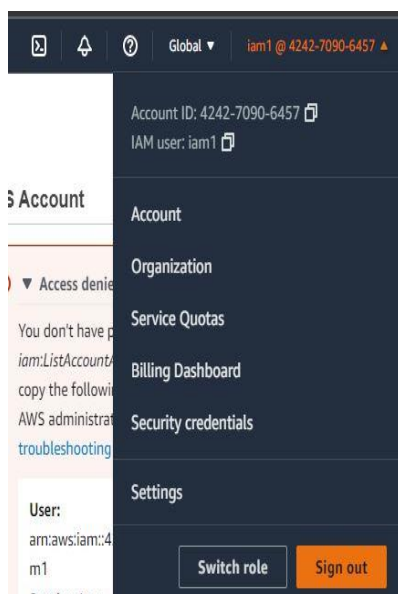 Global ▼ iam1 @ 4242-7090-6457 ▲
Account ID: 4242-7090-6457
IAM user: iam1
S Account
Account
Organization
▼ Access denie
Service Quotas
You don't have p
iam:ListAccountA
Billing Dashboard
copy the followi
AWS administrat
Security credentials
troubleshooting
Settings
User:
arn:aws:iam::4
m1
Switch role Sign out